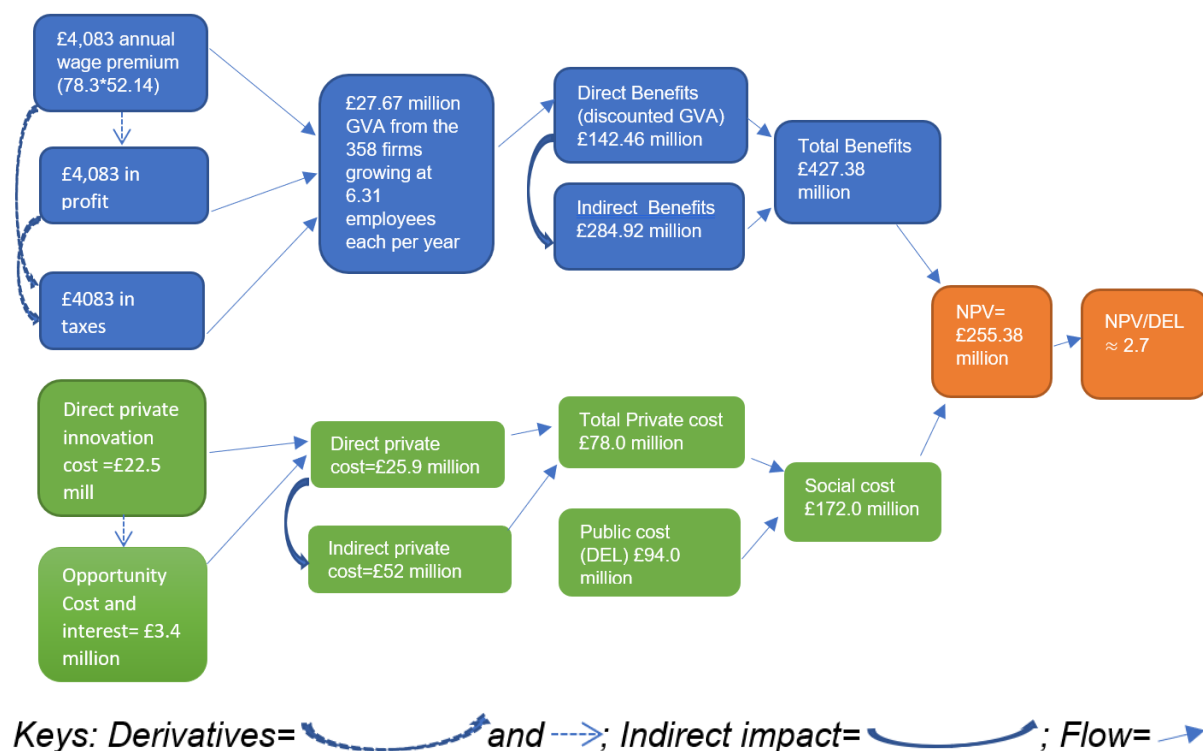 £4,083 annual
wage premium
(78.3*52.14)
£4,083 in
profit
£4083 in
taxes
£27.67 million
GVA from the
358 firms
growing at
6.31
employees
each per year
Direct Benefits
(discounted GVA)
£142.46 million
Indirect Benefits
£284.92 million
Total Benefits
£427.38
million
NPV=
£255.38
million
NPV/DEL
≈ 2.7
Direct private
innovation
cost =£22.5
mill
Opportunity
Cost and
interest= £3.4
million
Direct private
cost=£25.9 million
Indirect private
cost=£52 million
Total Private cost
£78.0 million
Public cost
(DEL) £94.0
million
Social cost
£172.0 million
Keys: Derivatives= and ; Indirect impact= ; Flow=